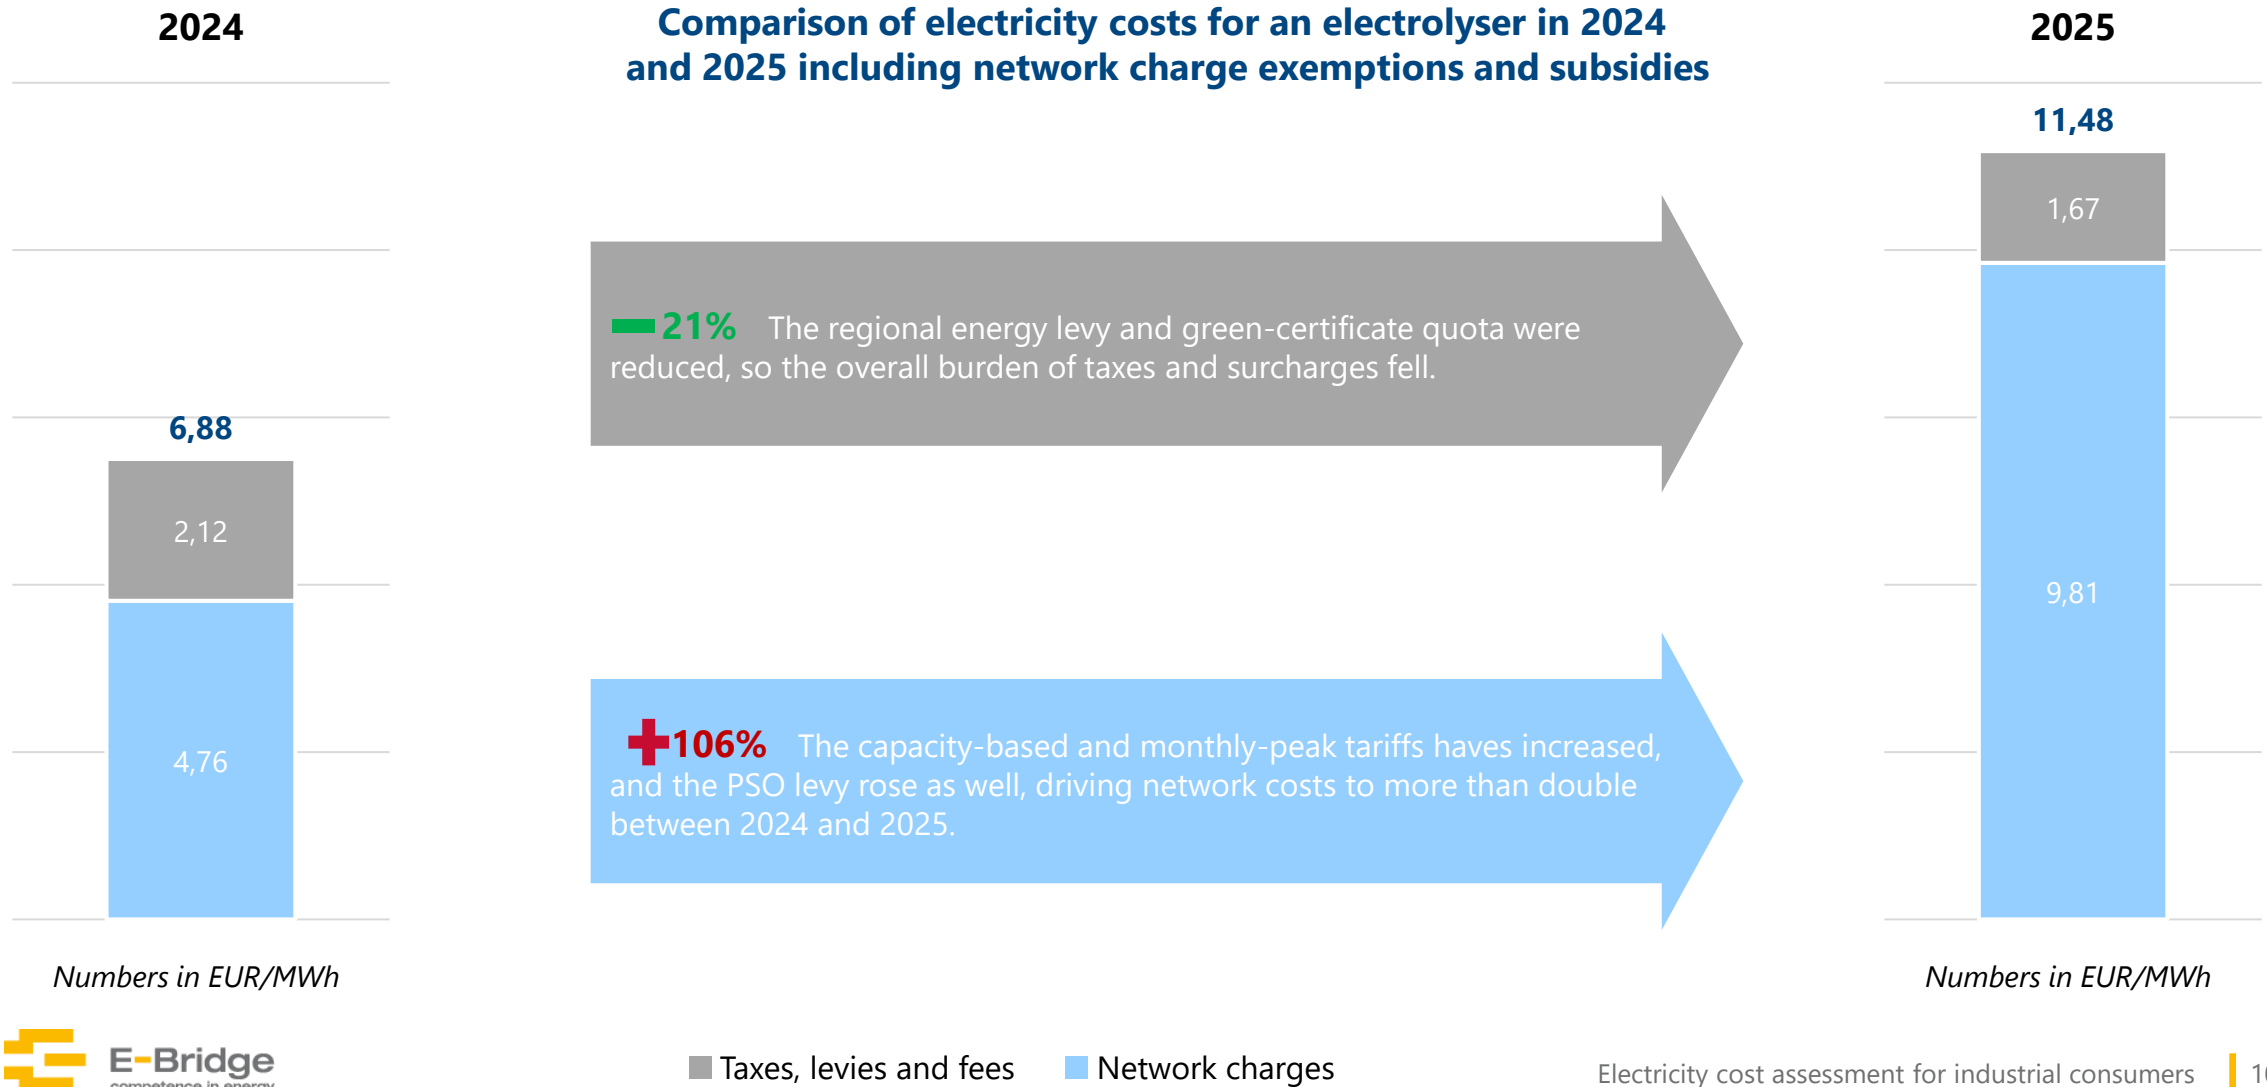 2024
Comparison of electricity costs for an electrolyser in 2024
and 2025 including network charge exemptions and subsidies
2025
6,88
2,12
4,76
Numbers in EUR/MWh
21% The regional energy levy and green-certificate quota were
reduced, so the overall burden of taxes and surcharges fell.
+106% The capacity-based and monthly-peak tariffs haves increased,
and the PSO levy rose as well, driving network costs to more than double
between 2024 and 2025.
11,48
1,67
9,81
Numbers in EUR/MWh
E-Bridge
competence in energy
Taxes, levies and fees
Network charges
Electricity cost assessment for industrial consumers